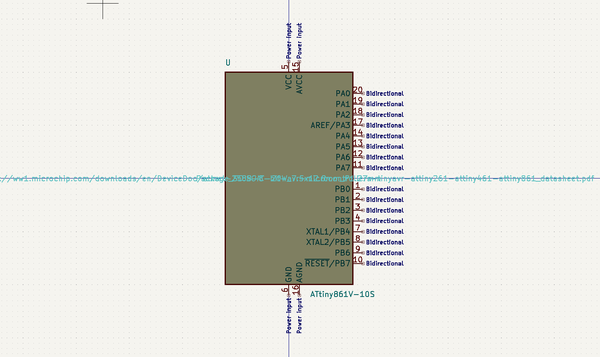 Power Input
Power Input
U
5
15
VCC
AVCC
PA0 20 Bidirectional
PA1 19 Bidirectional
PA2 18 Bidirectional
AREF/PA3 17 Bidirectional
PA4 14 Bidirectional
PA5 13 Bidirectional
PA6 12 Bidirectional
PA7 11 Bidirectional
://ww1.microchip.com/downloads/en/DeviceDoc
attiny261-attiny461-attiny861_datasheet.pdf
PB0 1 Bidirectional
PB1 2 Bidirectional
PB2 3 Bidirectional
PB3 4 Bidirectional
XTAL1/PB4 7 Bidirectional
XTAL2/PB5 8 Bidirectional
PB6 9 Bidirectional
RESET/PB7 10 Bidirectional
GND
AGND
6
16
ATtiny861V-10S
Power Input
Power Input